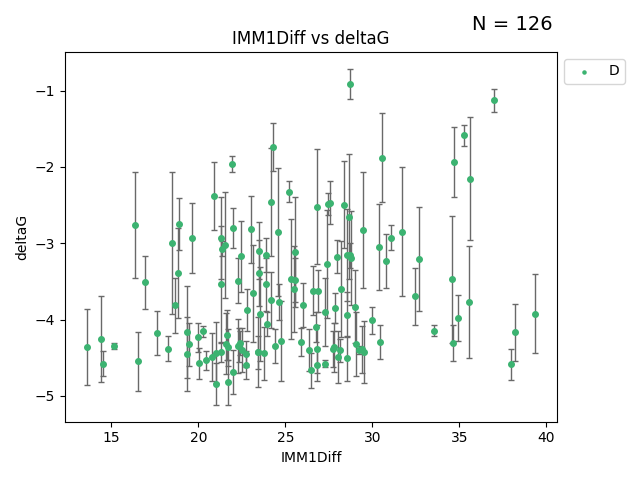 N = 126
IMM1Diff vs deltaG
D
deltaG
−1
−2
−3
−4
−5
15 20 25 30 35 40
IMM1Diff